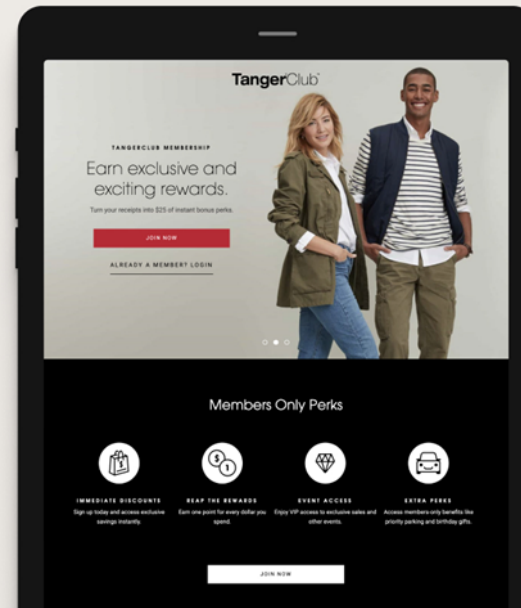 TangerClub
TANGERCLUB MEMBERSHIP
Earn exclusive and
exciting rewards.
Turn your receipts into $25 of instant bonus perks.
JOIN NOW
ALREADY A MEMBER? LOGIN
Members Only Perks
$
$
1
IMMEDIATE DISCOUNTS
Sign up today and access exclusive
savings instantly.
REAP THE REWARDS
Earn one point for every dollar you
spend.
EVENT ACCESS
Enjoy VIP access to exclusive sales and
other events.
EXTRA PERKS
Access members-only benefits like
priority parking and birthday gifts.
JOIN NOW